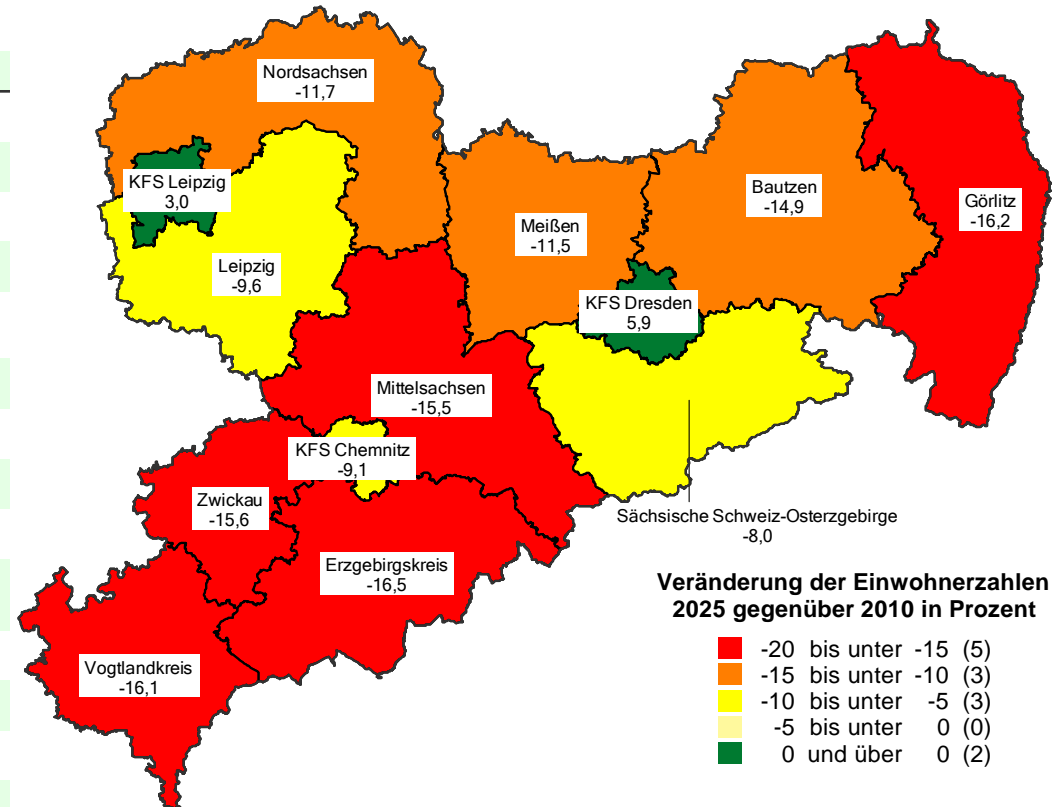 Nordsachsen
-11,7
KFS Leipzig
3,0
Bautzen
-14,9
Görlitz
-16,2
Meißen
-11,5
Leipzig
-9,6
KFS Dresden
5,9
Mittelsachsen
-15,5
KFS Chemnitz
-9,1
Zwickau
-15,6
Sächsische Schweiz-Osterzgebirge
-8,0
Erzgebirgskreis
-16,5
Vogtlandkreis
-16,1
Veränderung der Einwohnerzahlen
2025 gegenüber 2010 in Prozent
-20 bis unter -15 (5)
-15 bis unter -10 (3)
-10 bis unter -5 (3)
-5 bis unter 0 (0)
0 und über 0 (2)